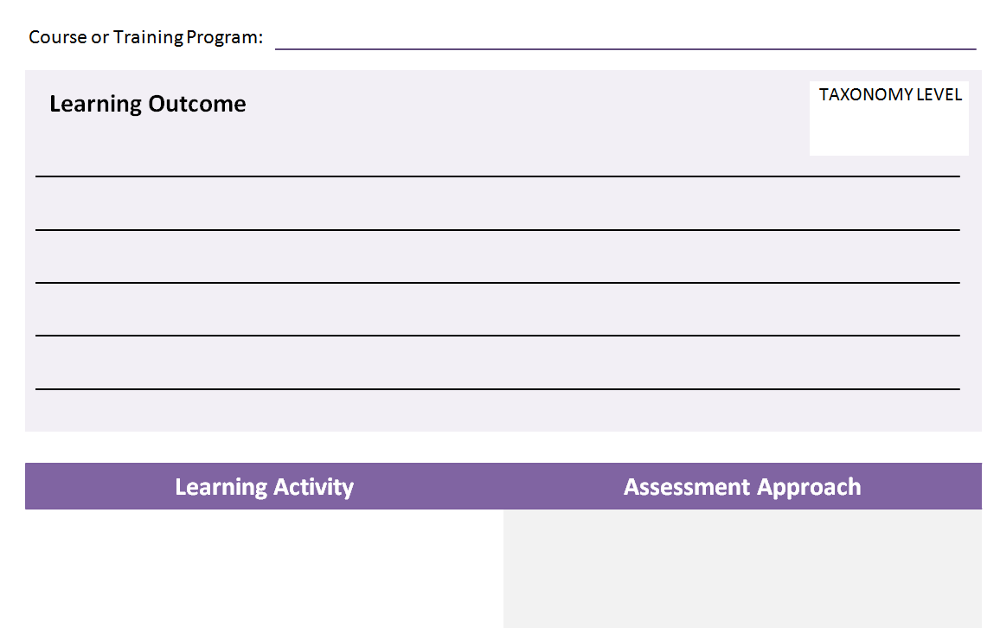 Course or Training Program:
Learning Outcome
TAXONOMY LEVEL
Learning Activity
Assessment Approach